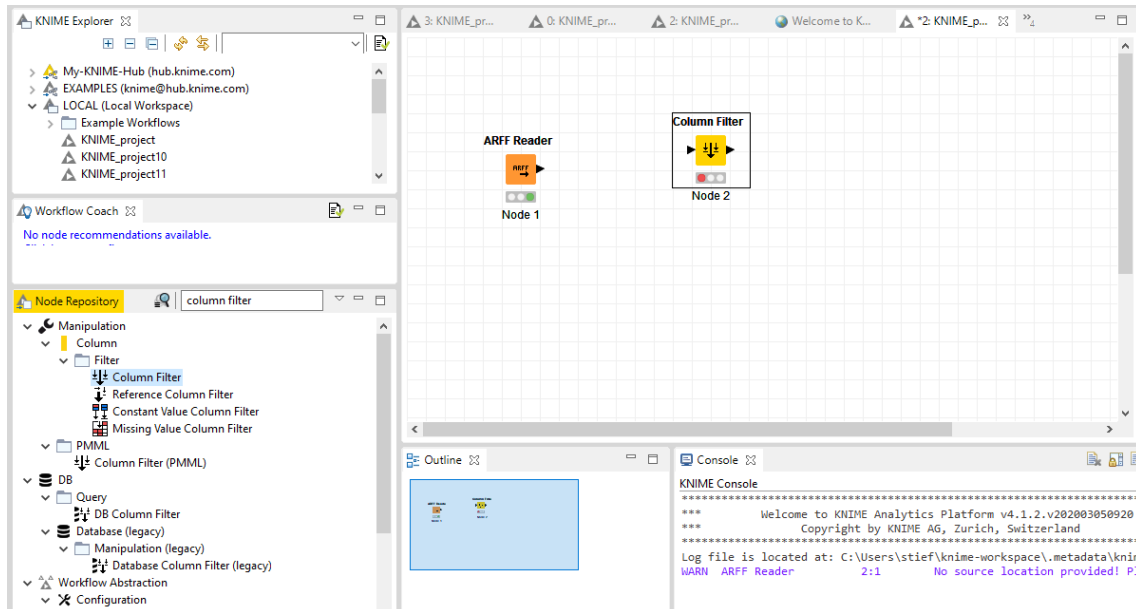 KNIME Explorer
My-KNIME-Hub (hub.knime.com)
EXAMPLES (knime@hub.knime.com)
LOCAL (Local Workspace)
Example Workflows
KNIME_project
KNIME_project10
KNIME_project11
Workflow Coach
No node recommendations available.
Node Repository
column filter
Manipulation
Column
Filter
Column Filter
Reference Column Filter
Constant Value Column Filter
Missing Value Column Filter
PMML
Column Filter (PMML)
DB
Query
DB Column Filter
Database (legacy)
Manipulation (legacy)
Database Column Filter (legacy)
Workflow Abstraction
Configuration
3: KNIME_pr... 0: KNIME_pr... 2: KNIME_pr... Welcome to K... *2: KNIME_p... »4
ARFF Reader
ARFF
Node 1
Column Filter
Node 2
Outline
Console
KNIME Console
********************************************************************
*** Welcome to KNIME Analytics Platform v4.1.2.v202003050920
*** Copyright by KNIME AG, Zurich, Switzerland
********************************************************************
Log file is located at: C:\Users\stief\knime-workspace\.metadata\knim
WARN ARFF Reader 2:1 No source location provided! Pl